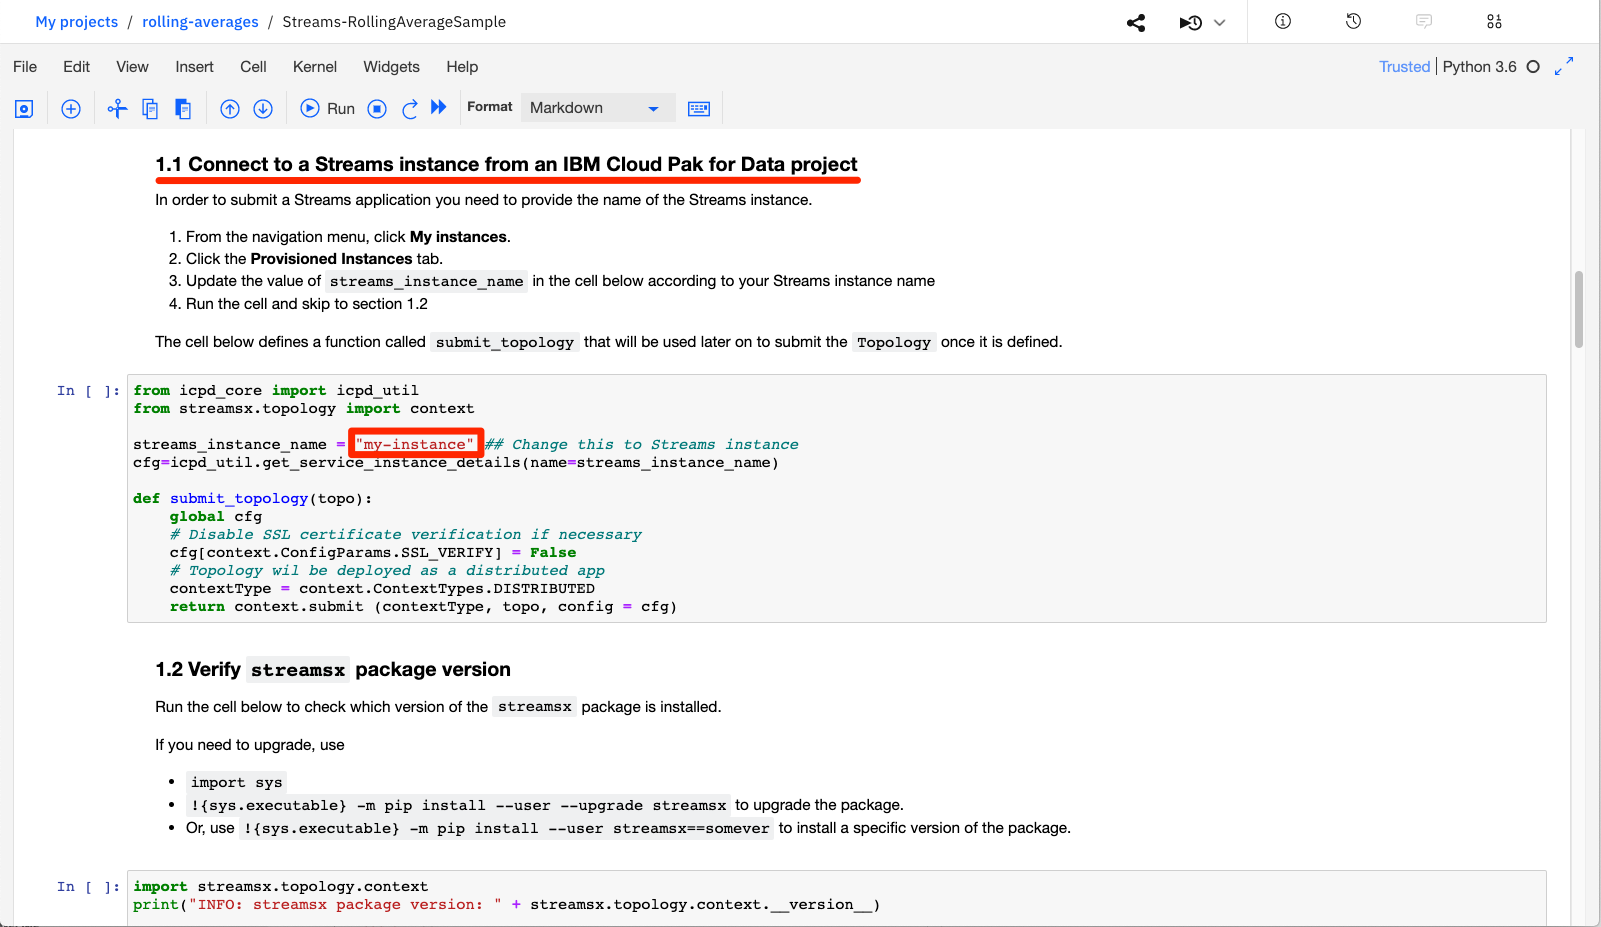 My projects / rolling-averages / Streams-RollingAverageSample
File Edit View Insert Cell Kernel Widgets Help Trusted Python 3.6
Run Format Markdown
1.1 Connect to a Streams instance from an IBM Cloud Pak for Data project
In order to submit a Streams application you need to provide the name of the Streams instance.
1. From the navigation menu, click My instances.
2. Click the Provisioned Instances tab.
3. Update the value of streams_instance_name in the cell below according to your Streams instance name
4. Run the cell and skip to section 1.2
The cell below defines a function called submit_topology that will be used later on to submit the Topology once it is defined.
In [ ]: from icpd_core import icpd_util
from streamsx.topology import context
streams_instance_name = "my-instance" ## Change this to Streams instance
cfg=icpd_util.get_service_instance_details(name=streams_instance_name)
def submit_topology(topo):
    global cfg
    # Disable SSL certificate verification if necessary
    cfg[context.ConfigParams.SSL_VERIFY] = False
    # Topology wil be deployed as a distributed app
    contextType = context.ContextTypes.DISTRIBUTED
    return context.submit (contextType, topo, config = cfg)
1.2 Verify streamsx package version
Run the cell below to check which version of the streamsx package is installed.
If you need to upgrade, use
• import sys
• !{sys.executable} -m pip install --user --upgrade streamsx to upgrade the package.
• Or, use !{sys.executable} -m pip install --user streamsx==somever to install a specific version of the package.
In [ ]: import streamsx.topology.context
print("INFO: streamsx package version: " + streamsx.topology.context.__version__)